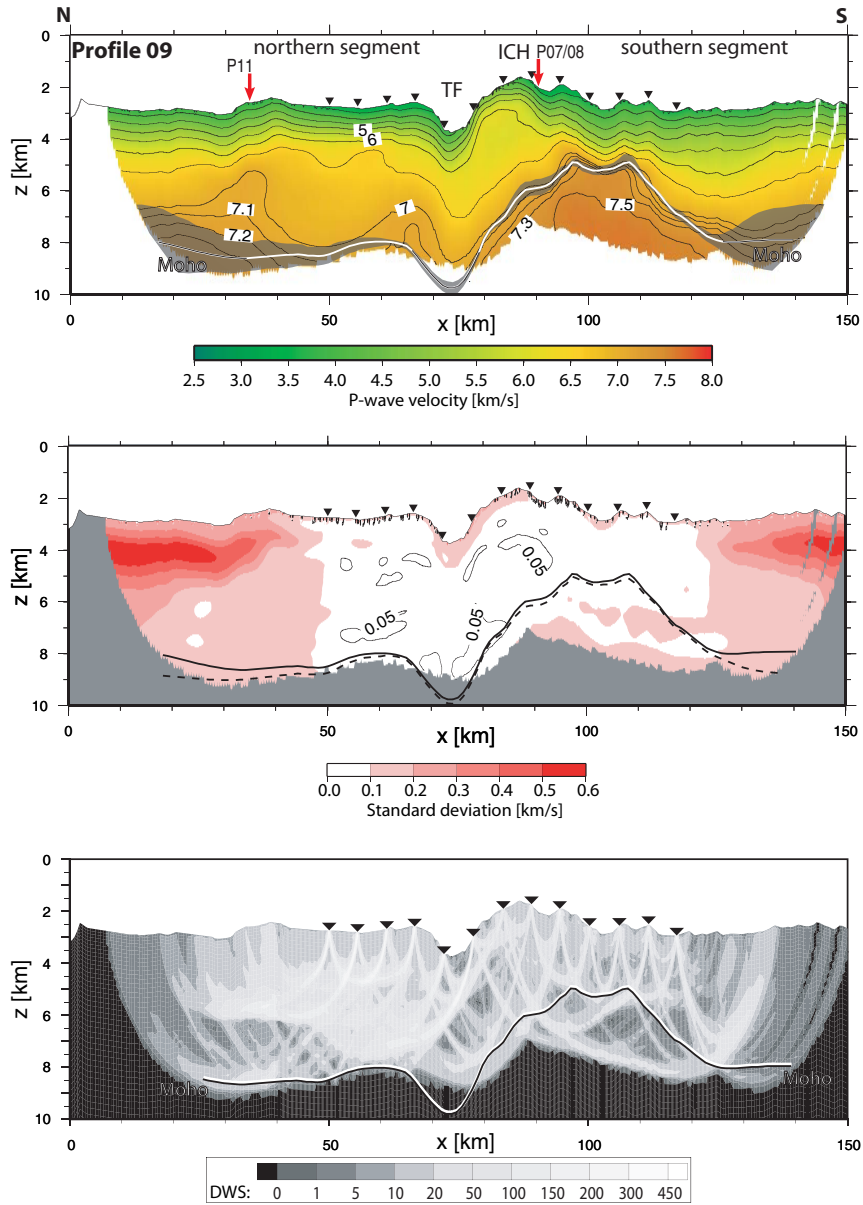 N S
Profile 09 northern segment ICH P07/08 southern segment
P11 TF
0
2
4
6
8
10
z [km]
5
6
7
7.1
7.2
7.3
7.5
Moho Moho
0 50 100 150
x [km]
2.5 3.0 3.5 4.0 4.5 5.0 5.5 6.0 6.5 7.0 7.5 8.0
P-wave velocity [km/s]
0
2
4
6
8
10
z [km]
0.05
0.05
0.05
0 50 100 150
x [km]
0.0 0.1 0.2 0.3 0.4 0.5 0.6
Standard deviation [km/s]
0
2
4
6
8
10
z [km]
Moho Moho
0 50 100 150
x [km]
DWS: 0 1 5 10 20 50 100 150 200 300 450